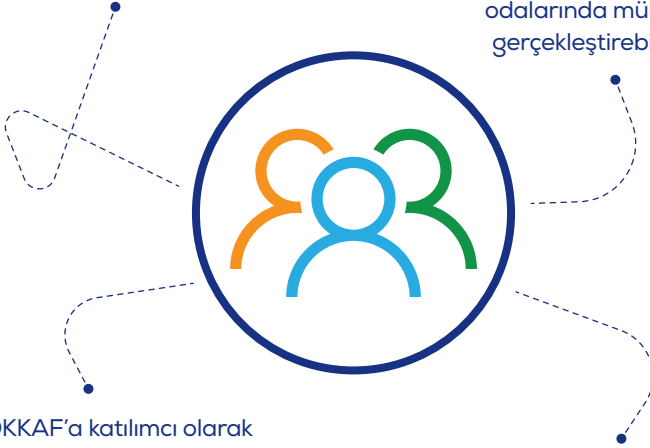 odalarında mü
gerçekleştirebi
KKAF'a katılımcı olarak